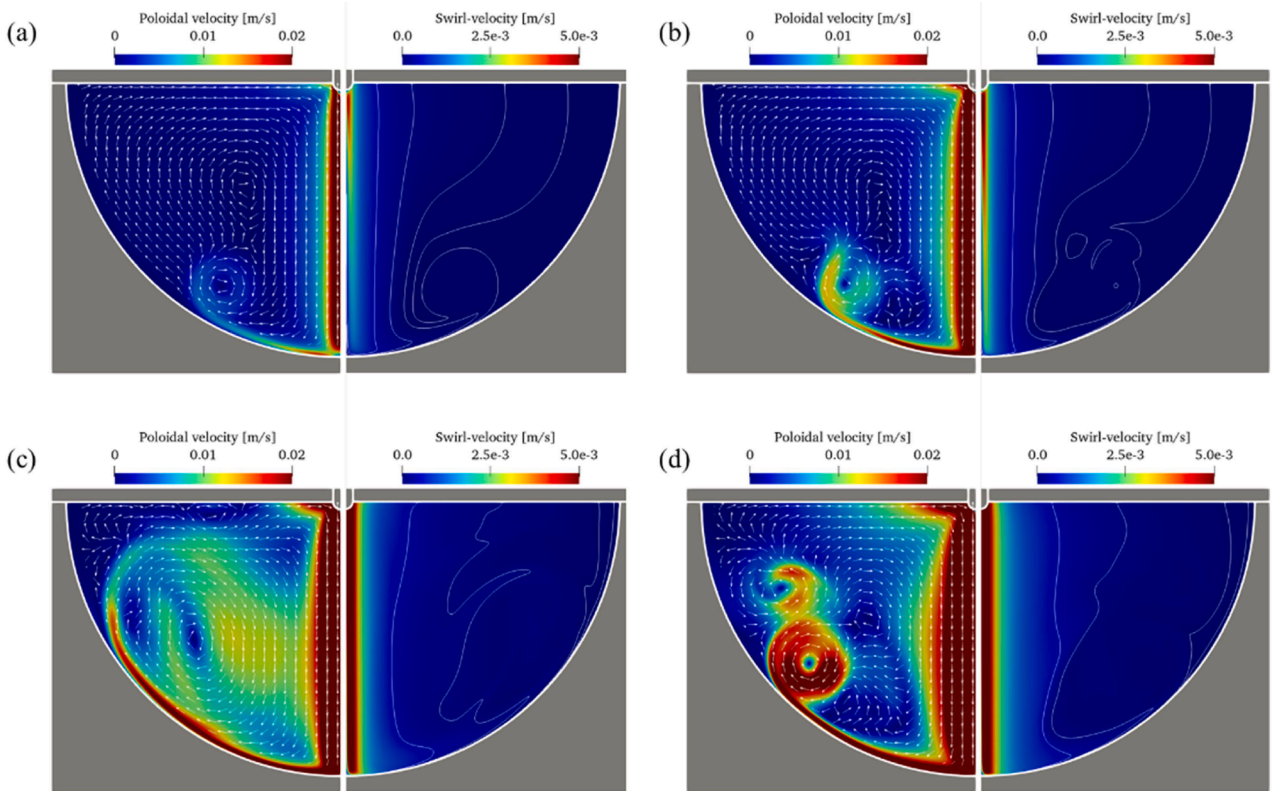 (a)
Poloidal velocity [m/s] Swirl-velocity [m/s]
0 0.01 0.02 0.0 2.5e-3 5.0e-3
(b)
Poloidal velocity [m/s] Swirl-velocity [m/s]
0 0.01 0.02 0.0 2.5e-3 5.0e-3
(c)
Poloidal velocity [m/s] Swirl-velocity [m/s]
0 0.01 0.02 0.0 2.5e-3 5.0e-3
(d)
Poloidal velocity [m/s] Swirl-velocity [m/s]
0 0.01 0.02 0.0 2.5e-3 5.0e-3